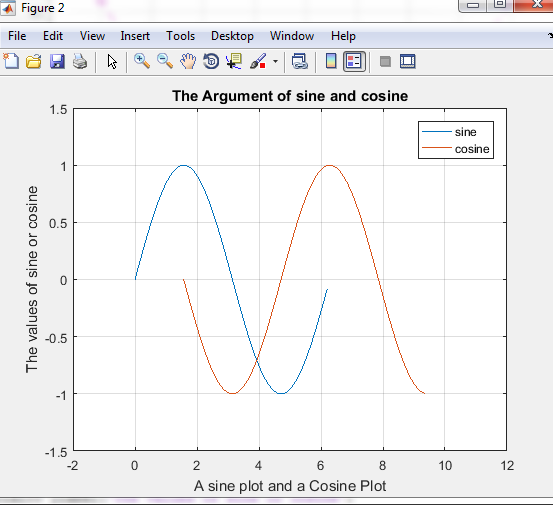 Figure 2
File Edit View Insert Tools Desktop Window Help
The Argument of sine and cosine
1.5
1
0.5
0
-0.5
-1
-1.5
The values of sine or cosine
sine
cosine
-2 0 2 4 6 8 10 12
A sine plot and a Cosine Plot